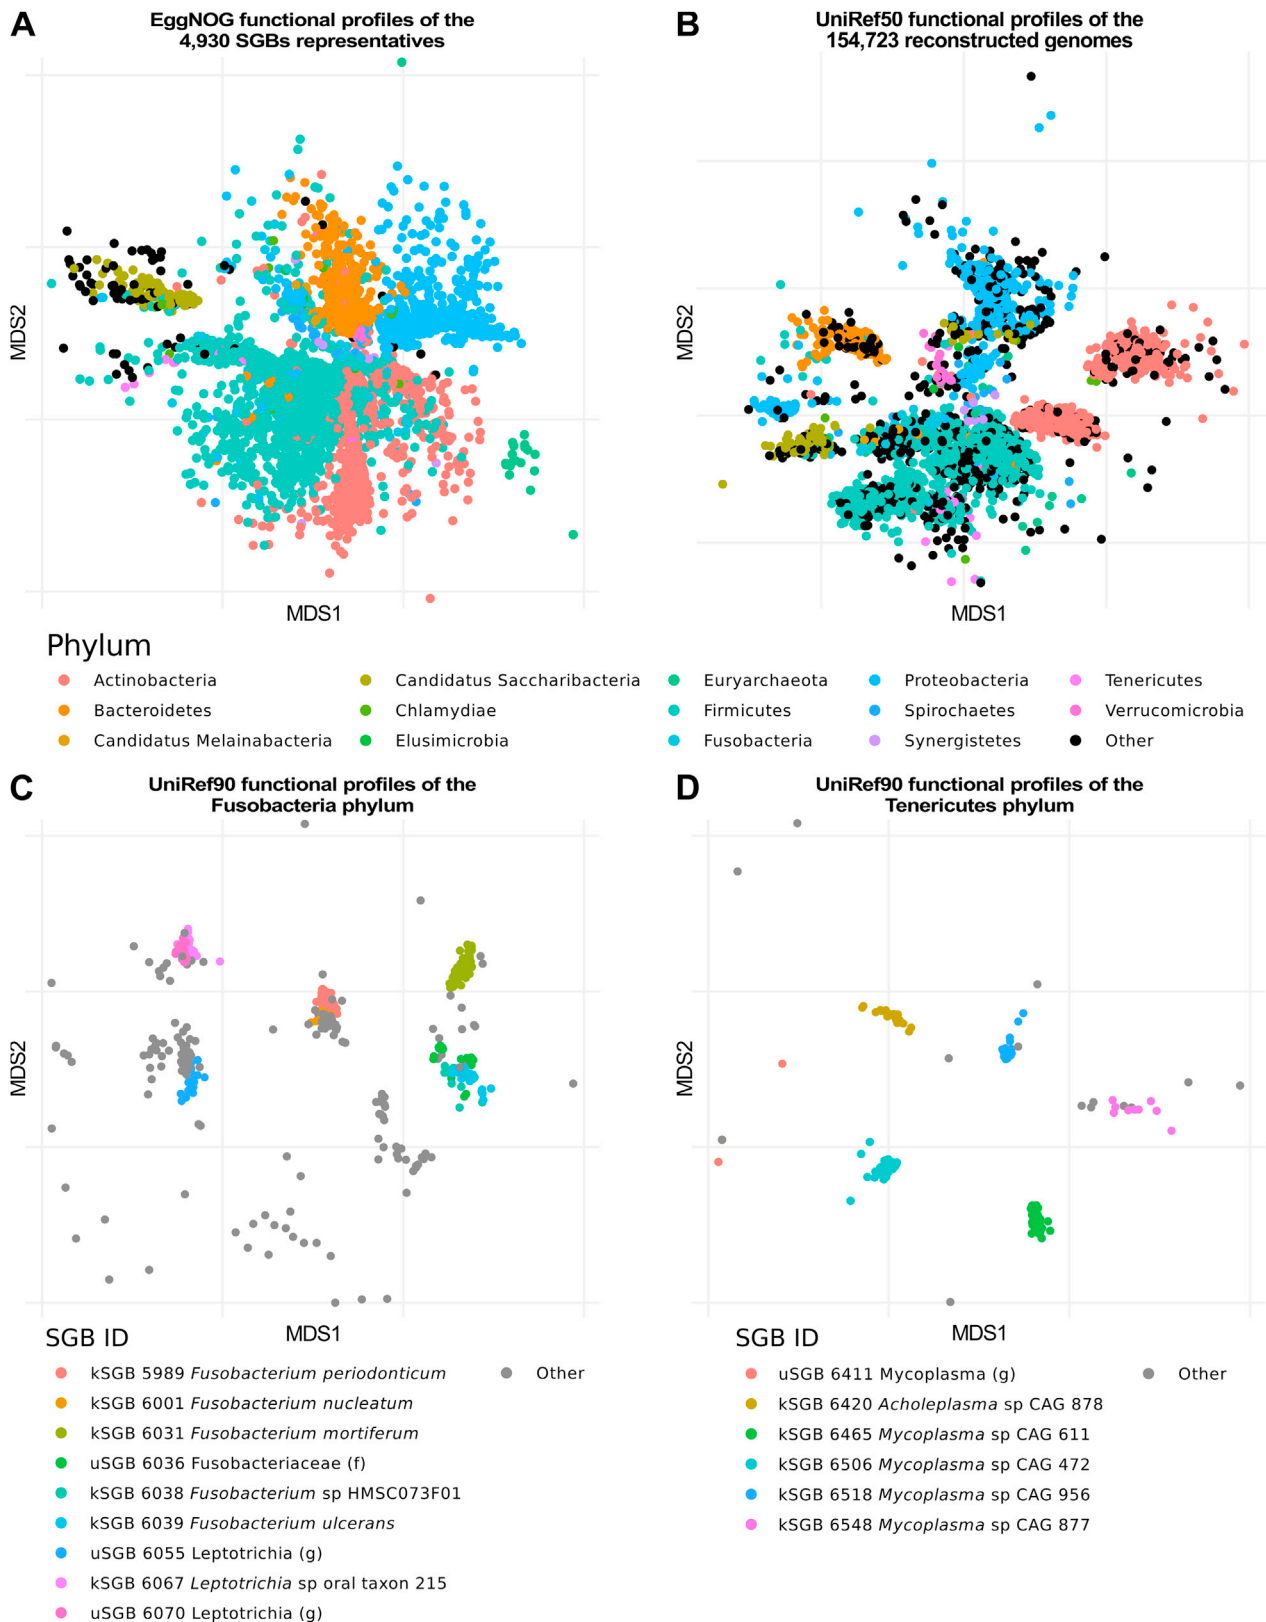 A
EggNOG functional profiles of the
4,930 SGBs representatives
MDS2
MDS1
B
UniRef50 functional profiles of the
154,723 reconstructed genomes
MDS2
MDS1
Phylum
Actinobacteria
Bacteroidetes
Candidatus Melainabacteria
Candidatus Saccharibacteria
Chlamydiae
Elusimicrobia
Euryarchaeota
Firmicutes
Fusobacteria
Proteobacteria
Spirochaetes
Synergistetes
Tenericutes
Verrucomicrobia
Other
C
UniRef90 functional profiles of the
Fusobacteria phylum
MDS2
MDS1
SGB ID
kSGB 5989 Fusobacterium periodonticum
kSGB 6001 Fusobacterium nucleatum
kSGB 6031 Fusobacterium mortiferum
uSGB 6036 Fusobacteriaceae (f)
kSGB 6038 Fusobacterium sp HMSC073F01
kSGB 6039 Fusobacterium ulcerans
uSGB 6055 Leptotrichia (g)
kSGB 6067 Leptotrichia sp oral taxon 215
uSGB 6070 Leptotrichia (g)
Other
D
UniRef90 functional profiles of the
Tenericutes phylum
MDS2
MDS1
SGB ID
uSGB 6411 Mycoplasma (g)
kSGB 6420 Acholeplasma sp CAG 878
kSGB 6465 Mycoplasma sp CAG 611
kSGB 6506 Mycoplasma sp CAG 472
kSGB 6518 Mycoplasma sp CAG 956
kSGB 6548 Mycoplasma sp CAG 877
Other